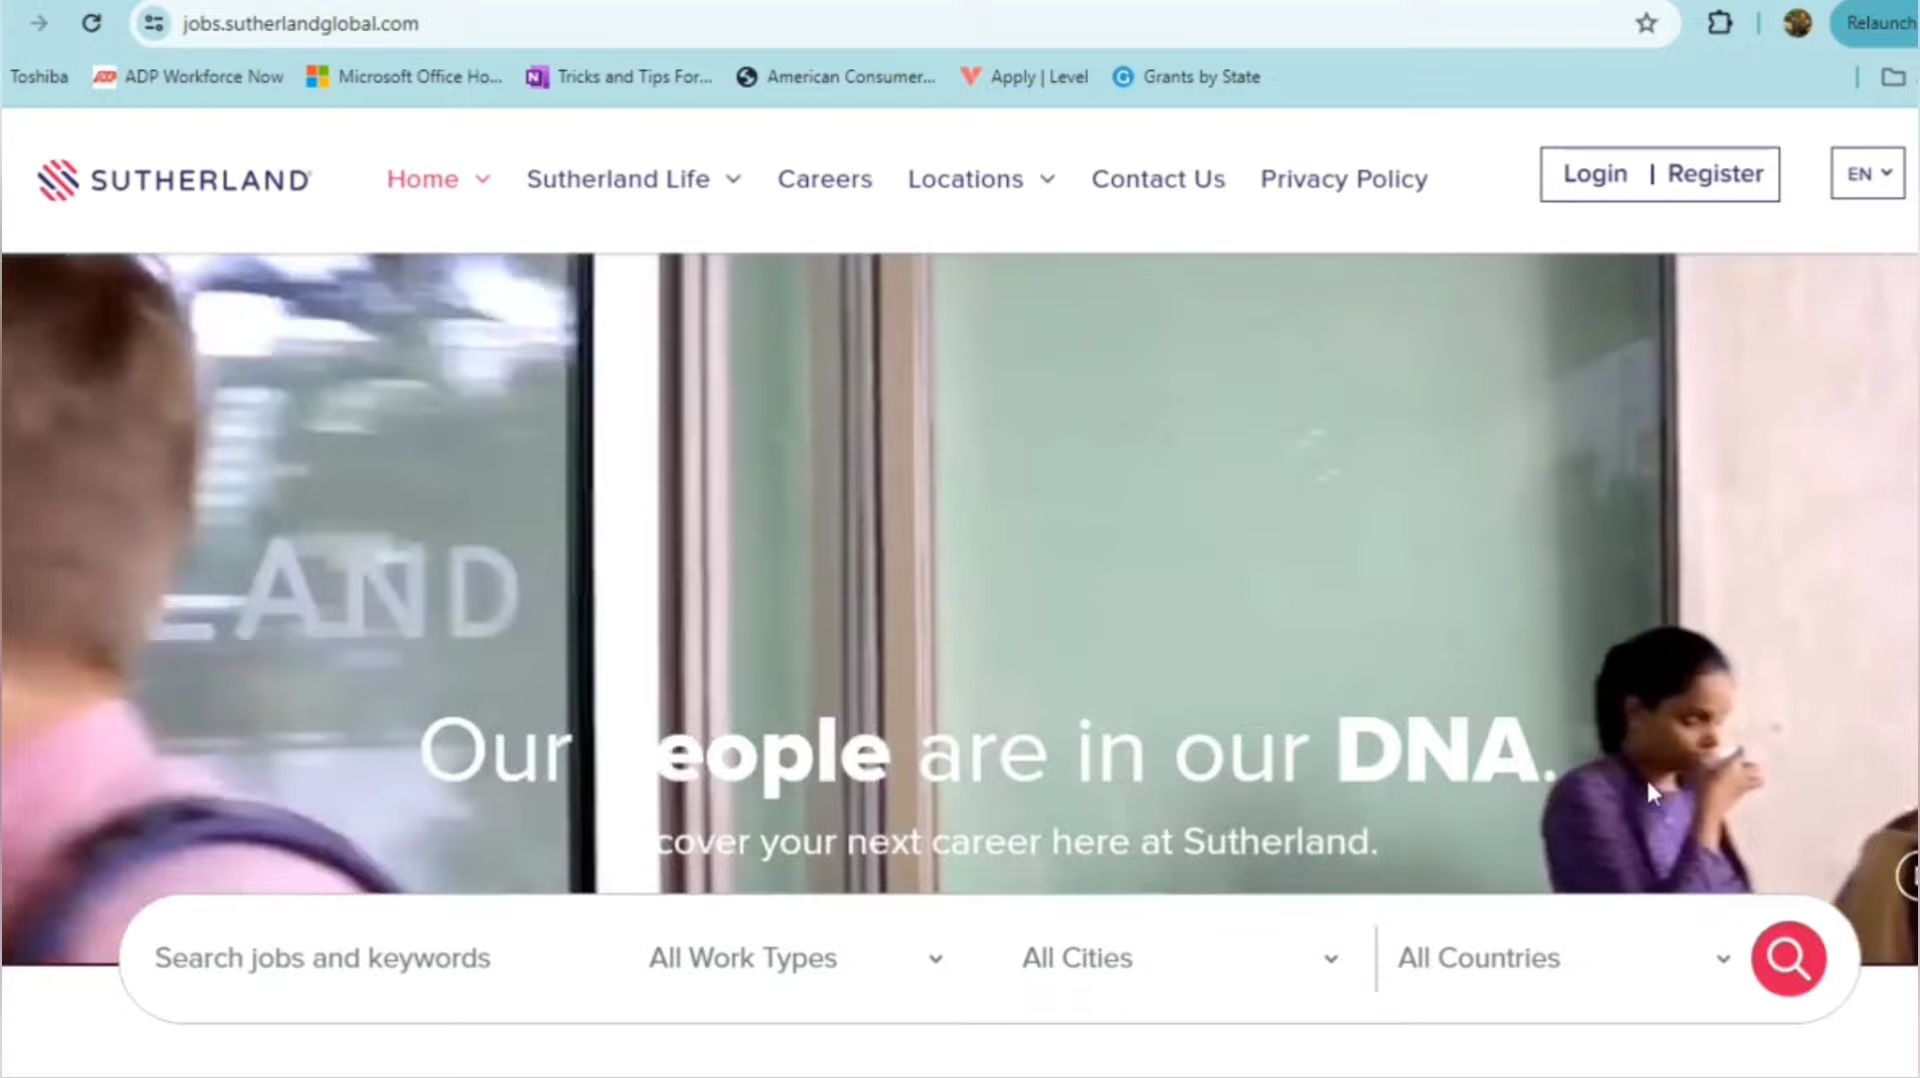 jobs.sutherlandglobal.com
Relaunch
Toshiba ADP Workforce Now Microsoft Office Ho... Tricks and Tips For... American Consumer... Apply | Level Grants by State
SUTHERLAND Home Sutherland Life Careers Locations Contact Us Privacy Policy Login | Register EN
LAND
Our People are in our DNA.
cover your next career here at Sutherland.
Search jobs and keywords All Work Types All Cities All Countries